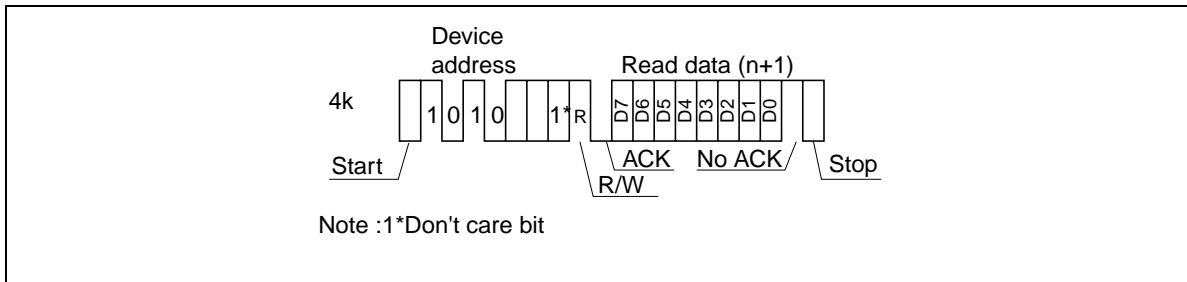 Device
address
Read data (n+1)
4k
1 0 1 0 1* R
D7 D6 D5 D4 D3 D2 D1 D0
Start
ACK
No ACK
Stop
R/W
Note :1*Don't care bit